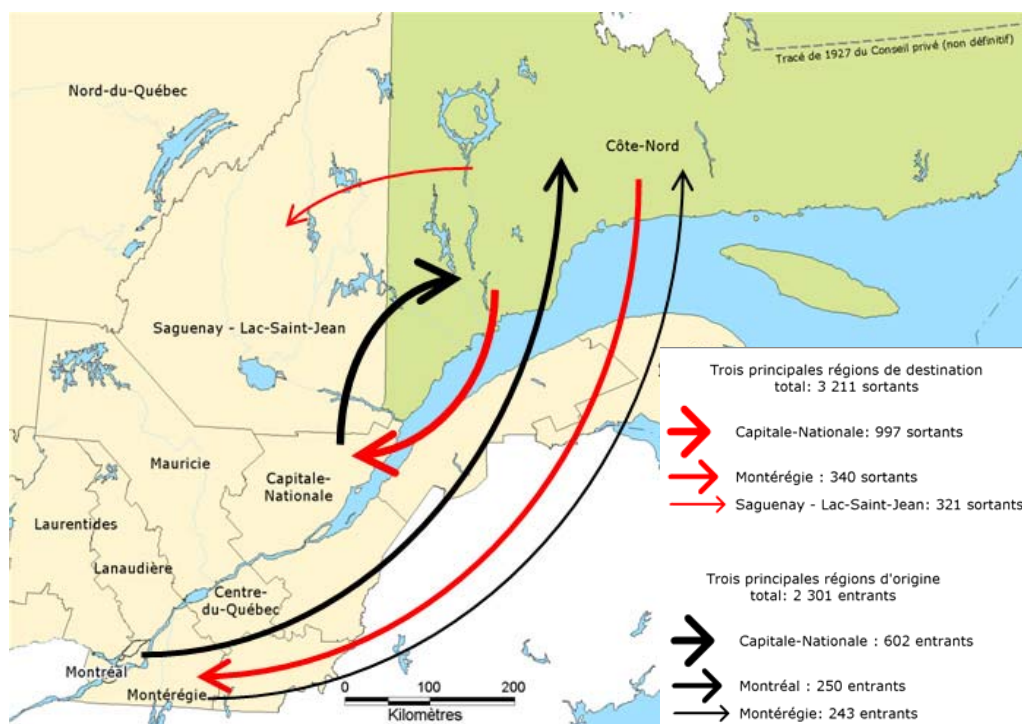 Tracé de 1927 du Conseil privé (non définitif)
Nord-du-Québec
Côte-Nord
Saguenay - Lac-Saint-Jean
Mauricie
Capitale-
Nationale
Laurentides
Lanaudière
Centre-
du-Québec
Montréal
Montérégie
0 100 200
Kilomètres
Trois principales régions de destination
total: 3 211 sortants
Capitale-Nationale: 997 sortants
Montérégie : 340 sortants
Saguenay - Lac-Saint-Jean: 321 sortants
Trois principales régions d'origine
total: 2 301 entrants
Capitale-Nationale : 602 entrants
Montréal : 250 entrants
Montérégie: 243 entrants